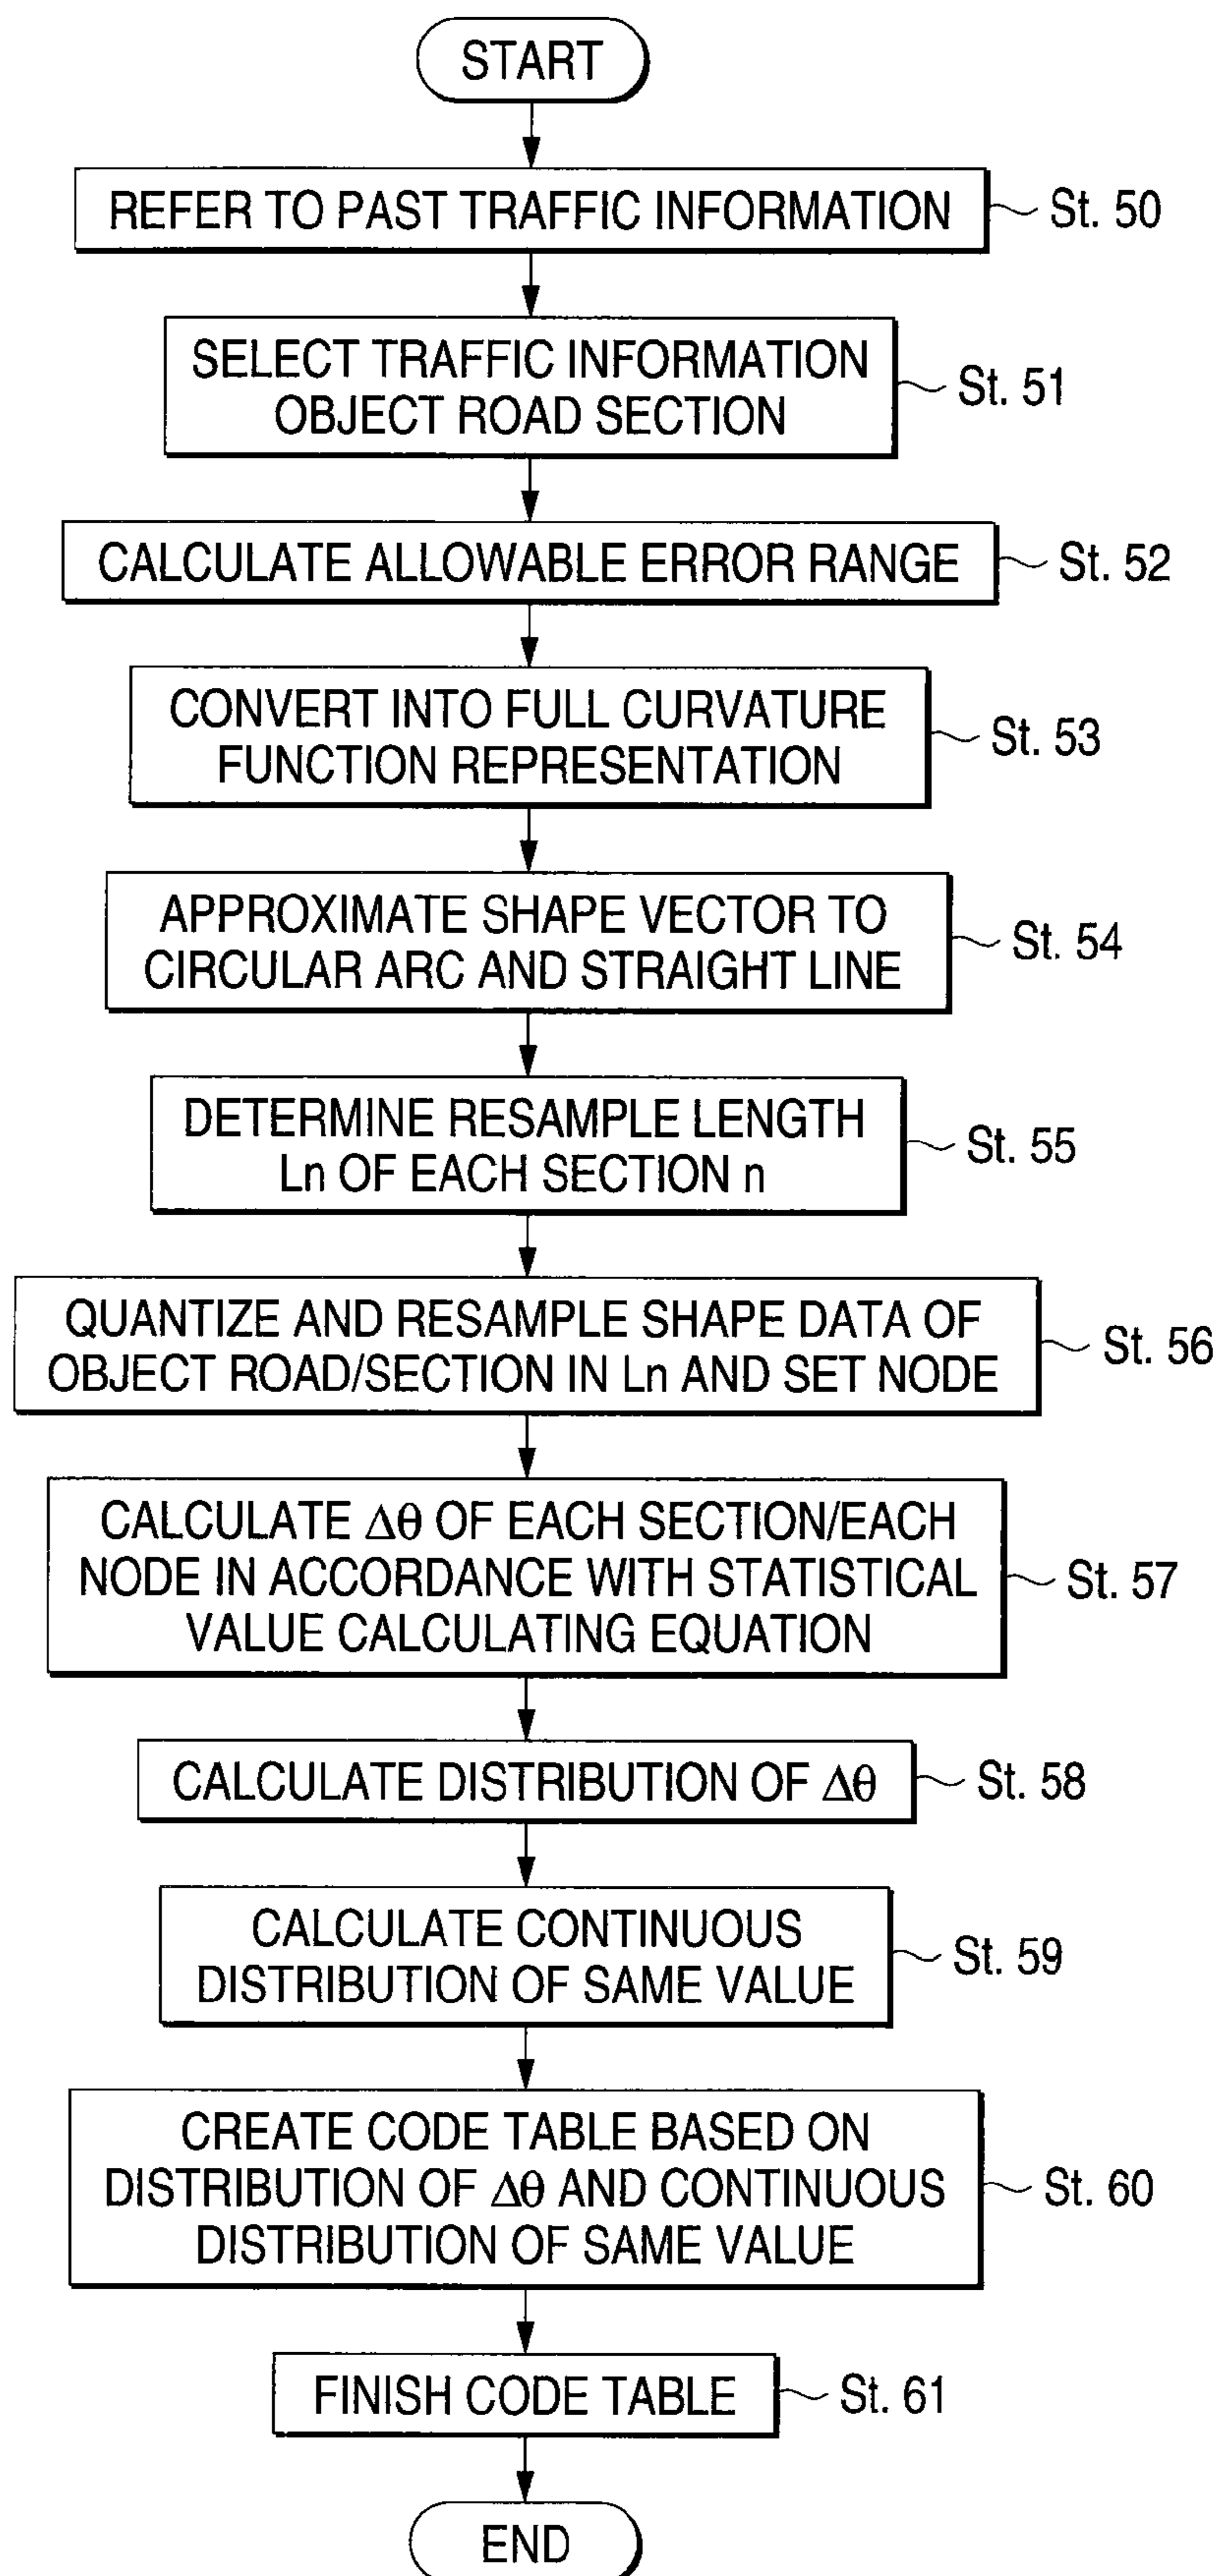 START
REFER TO PAST TRAFFIC INFORMATION
St. 50
SELECT TRAFFIC INFORMATION
OBJECT ROAD SECTION
St. 51
CALCULATE ALLOWABLE ERROR RANGE
St. 52
CONVERT INTO FULL CURVATURE
FUNCTION REPRESENTATION
St. 53
APPROXIMATE SHAPE VECTOR TO
CIRCULAR ARC AND STRAIGHT LINE
St. 54
DETERMINE RESAMPLE LENGTH
Ln OF EACH SECTION n
St. 55
QUANTIZE AND RESAMPLE SHAPE DATA OF
OBJECT ROAD/SECTION IN Ln AND SET NODE
St. 56
CALCULATE Δθ OF EACH SECTION/EACH
NODE IN ACCORDANCE WITH STATISTICAL
VALUE CALCULATING EQUATION
St. 57
CALCULATE DISTRIBUTION OF Δθ
St. 58
CALCULATE CONTINUOUS
DISTRIBUTION OF SAME VALUE
St. 59
CREATE CODE TABLE BASED ON
DISTRIBUTION OF Δθ AND CONTINUOUS
DISTRIBUTION OF SAME VALUE
St. 60
FINISH CODE TABLE
St. 61
END